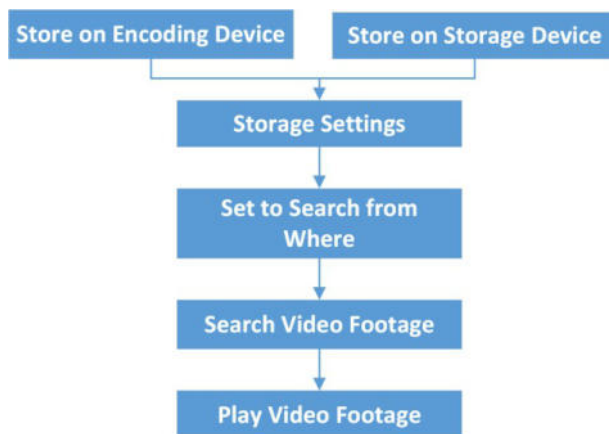 Store on Encoding Device
Store on Storage Device
Storage Settings
Set to Search from
Where
Search Video Footage
Play Video Footage